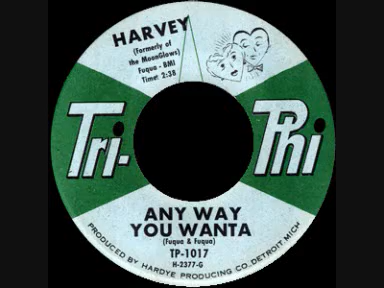 HARVEY
(Formerly of
the MoonGlows)
Fuqua - BMI
Time: 2:38
Tri-Phi
ANY WAY
YOU WANTA
(Fuqua & Fuqua)
TP-1017
H-2377-G
PRODUCED BY HARDYE PRODUCING CO., DETROIT, MICH